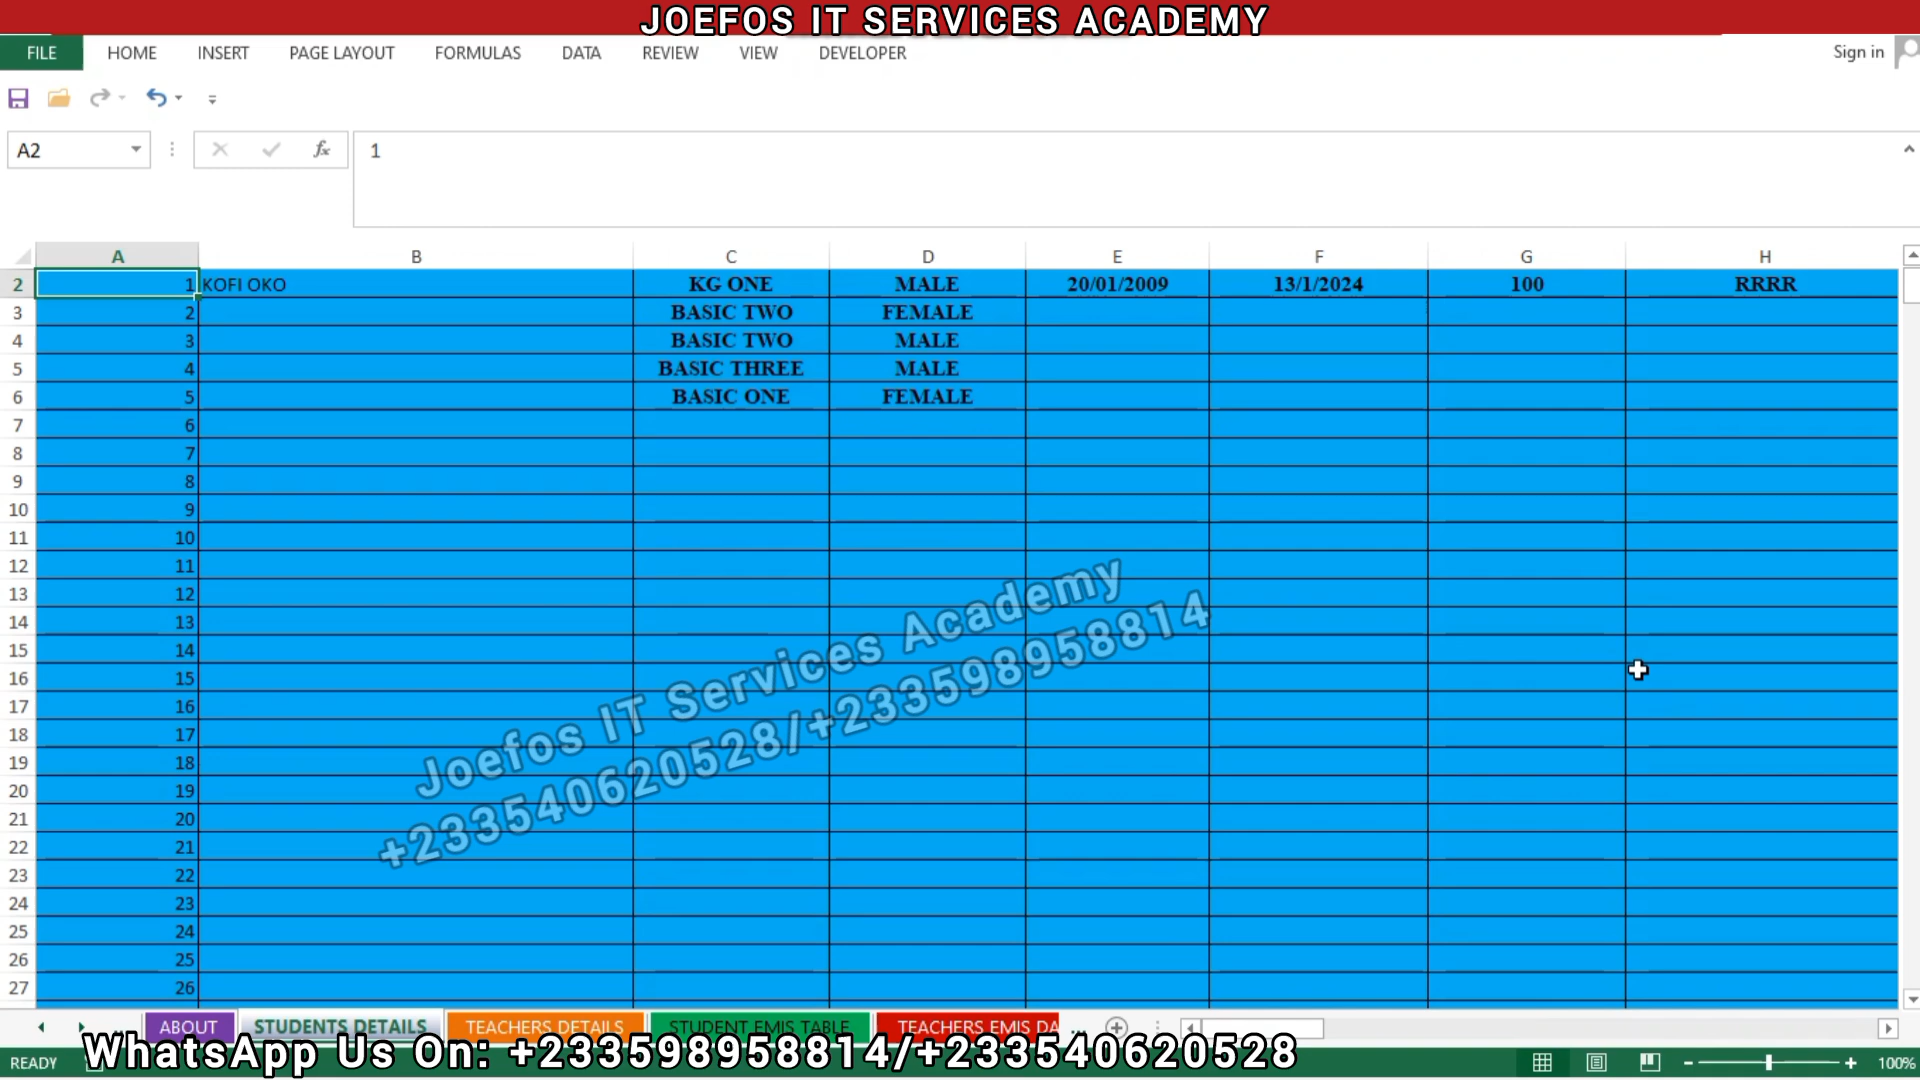 JOEFOS IT SERVICES ACADEMY
FILE HOME INSERT PAGE LAYOUT FORMULAS DATA REVIEW VIEW DEVELOPER Sign in
A2 fx 1
A B C D E F G H
2 1 KOFI OKO KG ONE MALE 20/01/2009 13/1/2024 100 RRRR
3 2 BASIC TWO FEMALE
4 3 BASIC TWO MALE
5 4 BASIC THREE MALE
6 5 BASIC ONE FEMALE
7 6
8 7
9 8
10 9
11 10
12 11
13 12
14 13
15 14
16 15
17 16
18 17
19 18
20 19
21 20
22 21
23 22
24 23
25 24
26 25
27 26
Joefos IT Services Academy
+233540620528/+233598958814
... ABOUT STUDENTS DETAILS TEACHERS DETAILS STUDENT EMIS TABLE TEACHERS EMIS DA ...
WhatsApp Us On: +233598958814/+233540620528
READY 100%